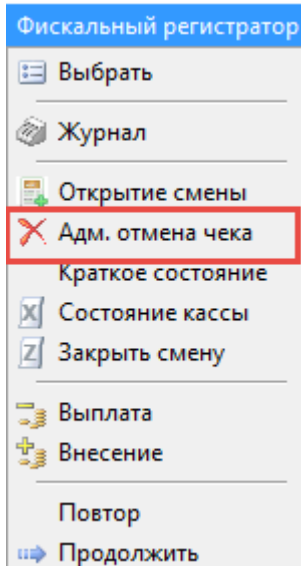 Фискальный регистратор
Выбрать
Журнал
Открытие смены
Адм. отмена чека
Краткое состояние
X Состояние кассы
Z Закрыть смену
Выплата
Внесение
Повтор
Продолжить